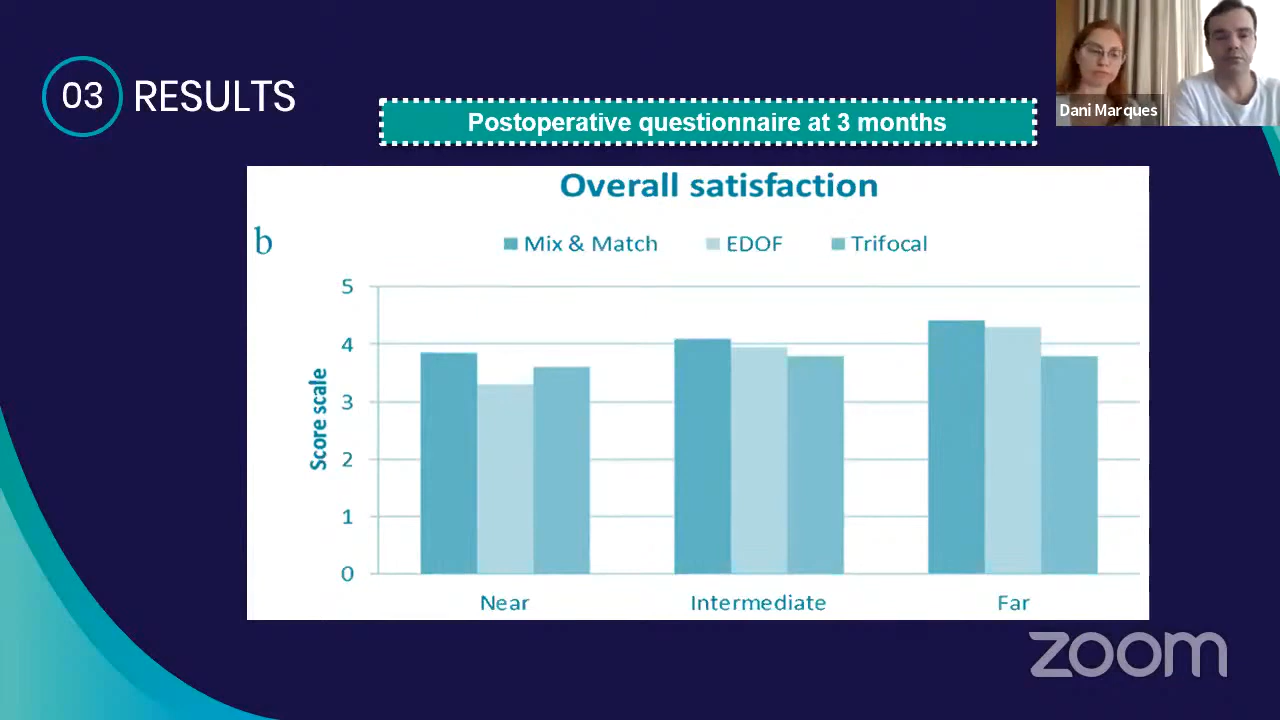 03 RESULTS
Dani Marques
Postoperative questionnaire at 3 months
Overall satisfaction
b
Mix & Match EDOF Trifocal
Score scale
5
4
3
2
1
0
Near Intermediate Far
zoom